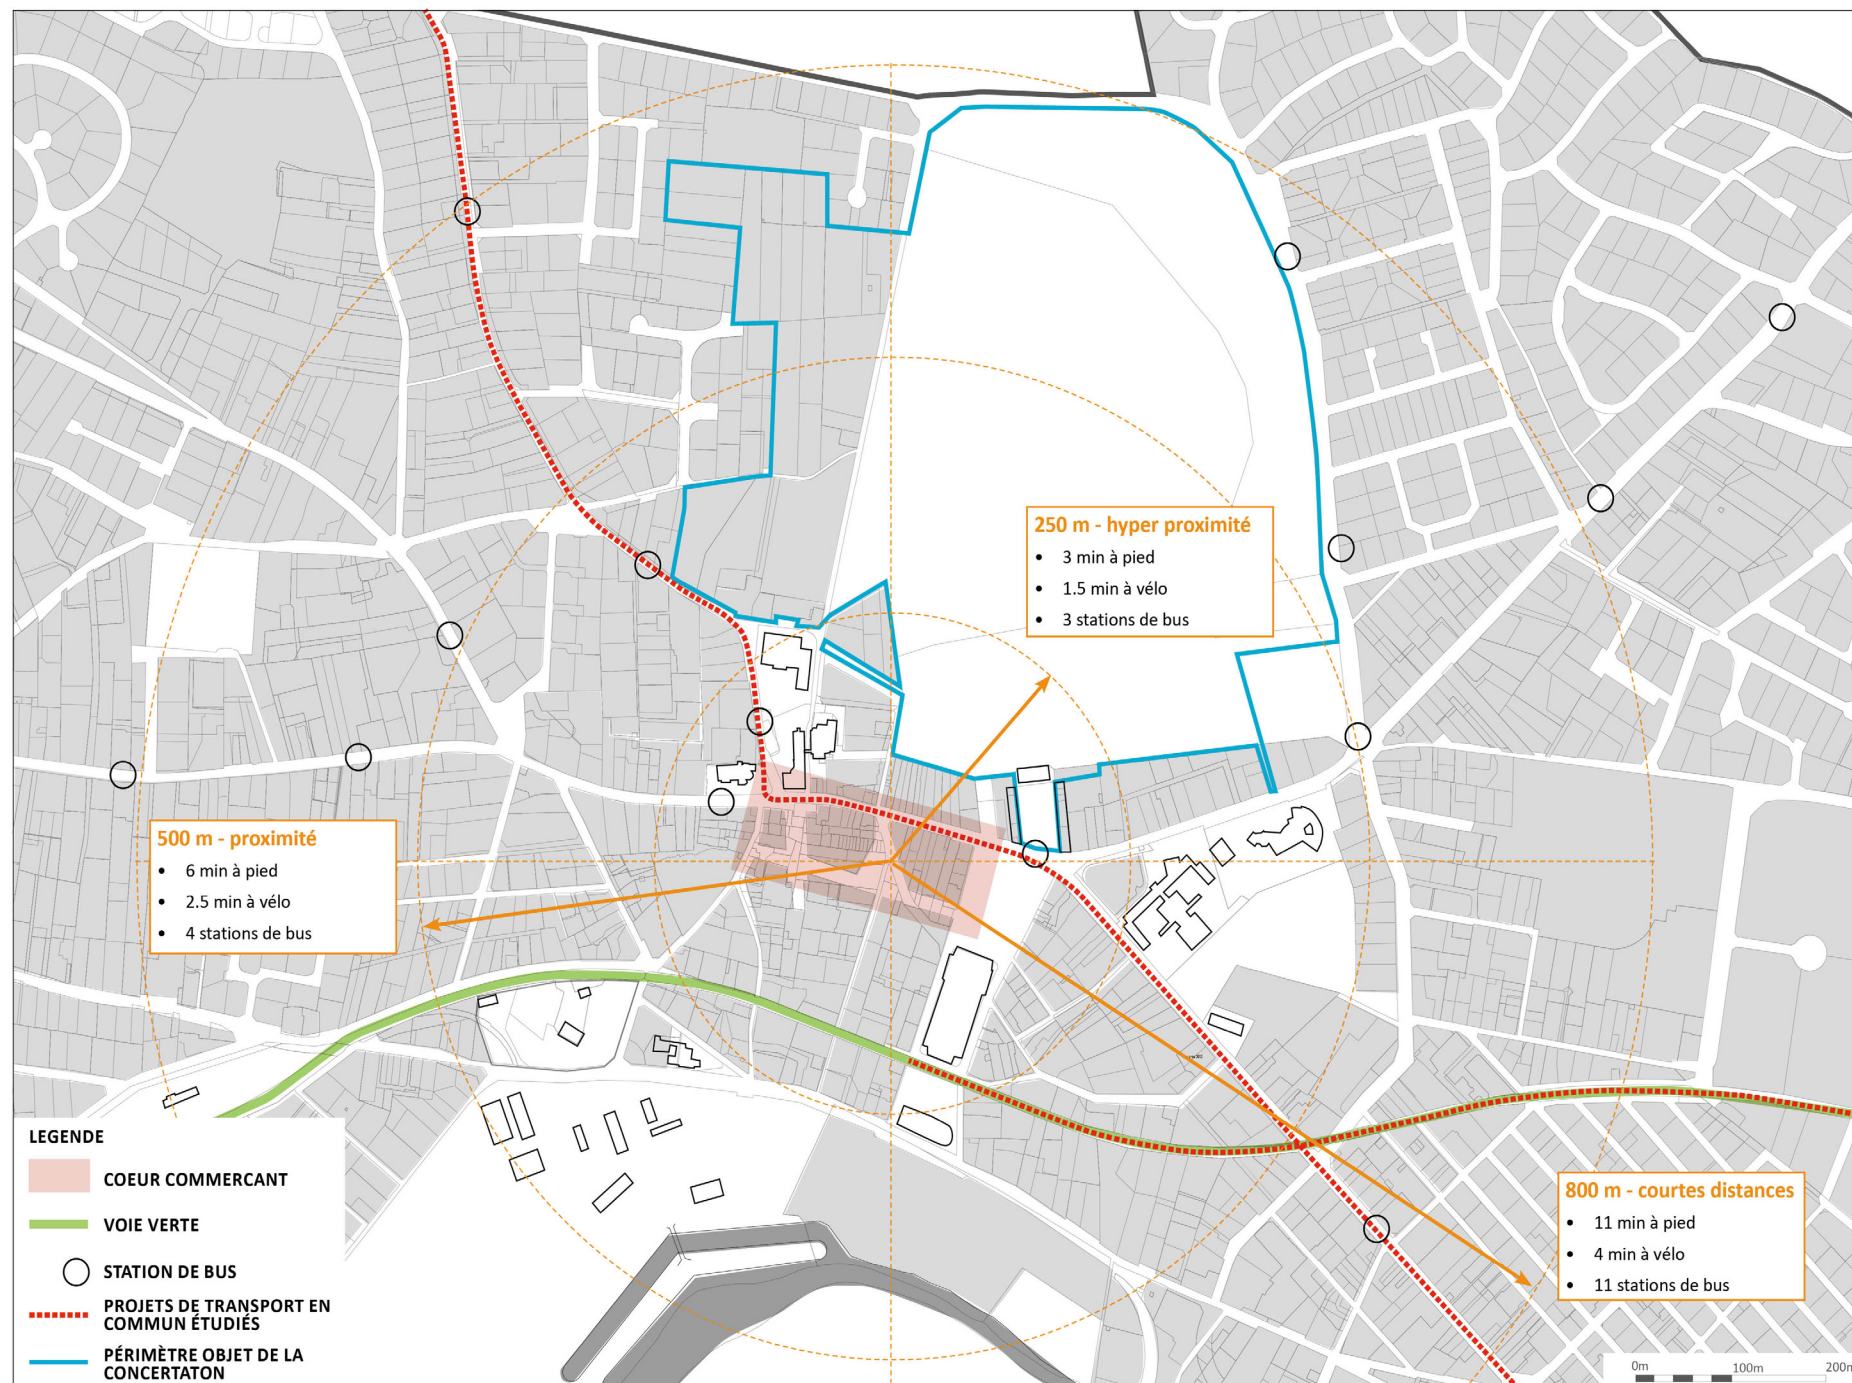 250 m - hyper proximité
• 3 min à pied
• 1.5 min à vélo
• 3 stations de bus
500 m - proximité
• 6 min à pied
• 2.5 min à vélo
• 4 stations de bus
800 m - courtes distances
• 11 min à pied
• 4 min à vélo
• 11 stations de bus
LEGENDE
COEUR COMMERCANT
VOIE VERTE
STATION DE BUS
PROJETS DE TRANSPORT EN
COMMUN ÉTUDIÉS
PÉRIMÈTRE OBJET DE LA
CONCERTATON
0m 100m 200m